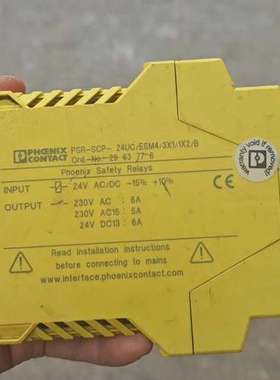 PHOENIX
CONTACT
PSR-SCP- 24UC/ESM4/3X1/1X2/B
Ord.-No.: 29 63 77 6
Phoenix Safety Relays
INPUT 24V AC/DC -15% +10%
OUTPUT 230V AC : 6A
230V AC15 : 5A
24V DC13 : 6A
Read installation instructions
before connecting to mains
www.interface.phoenixcontact.com
warranty void